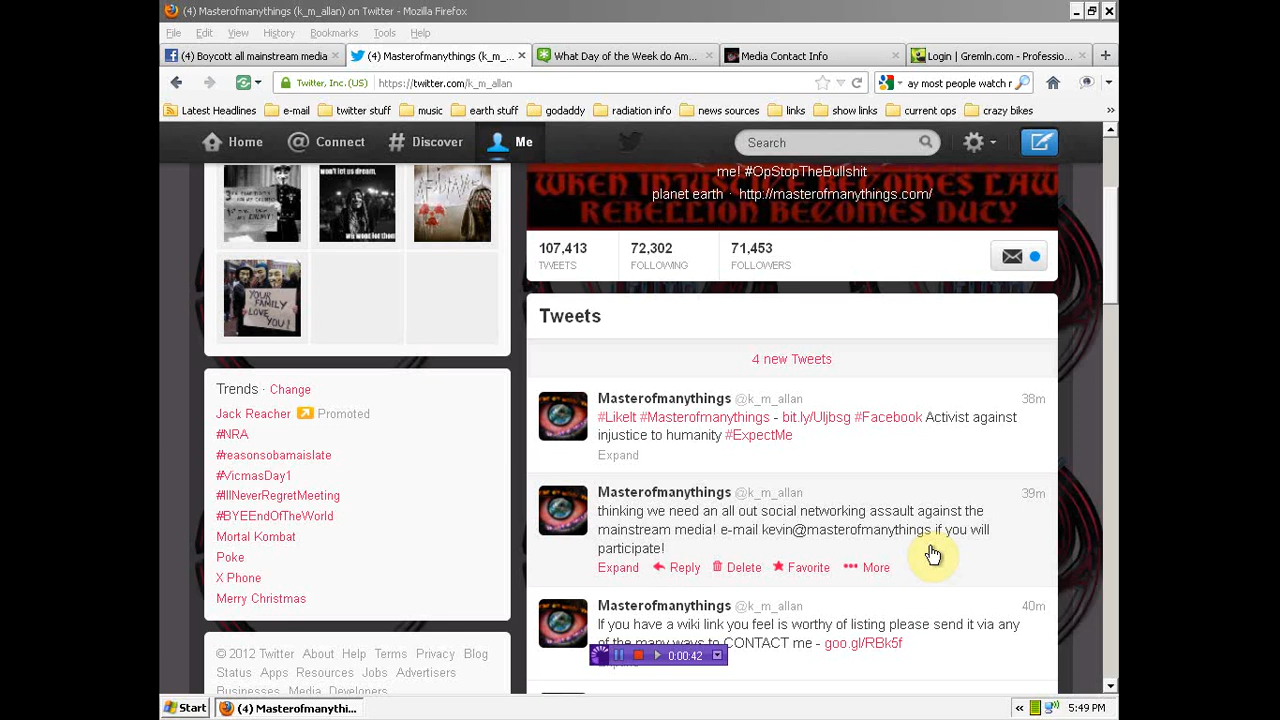 (4) Masterofmanythings (k_m_allan) on Twitter - Mozilla Firefox
File Edit View History Bookmarks Tools Help
(4) Boycott all mainstream media
(4) Masterofmanythings (k_m_...
What Day of the Week do Am...
Media Contact Info
Login | Gremln.com - Professio...
Twitter, Inc. (US)
https://twitter.com/k_m_allan
ay most people watch r
Latest Headlines e-mail twitter stuff music earth stuff godaddy radiation info news sources links show links current ops crazy bikes »
Home Connect # Discover Me
Search
won't let us dream,
YOUR
FAMILY
LOVE
YOU!
me! #OpStopTheBullshit
planet earth · http://masterofmanythings.com/
REBELLION BECOMES DUTY
107,413 72,302 71,453
TWEETS FOLLOWING FOLLOWERS
Tweets
4 new Tweets
Masterofmanythings @k_m_allan 38m
#LikeIt #Masterofmanythings - bit.ly/UIjbsg #Facebook Activist against
injustice to humanity #ExpectMe
Expand
Masterofmanythings @k_m_allan 39m
thinking we need an all out social networking assault against the
mainstream media! e-mail kevin@masterofmanythings if you will
participate!
Expand Reply Delete Favorite More
Masterofmanythings @k_m_allan 40m
If you have a wiki link you feel is worthy of listing please send it via any
of the many ways to CONTACT me - goo.gl/RBk5f
0:00:42
Trends · Change
Jack Reacher Promoted
#NRA
#reasonsobamaislate
#VicmasDay1
#IllNeverRegretMeeting
#BYEEndOfTheWorld
Mortal Kombat
Poke
X Phone
Merry Christmas
© 2012 Twitter About Help Terms Privacy Blog
Status Apps Resources Jobs Advertisers
Businesses Media Developers
Start
(4) Masterofmanythi...
« 5:49 PM